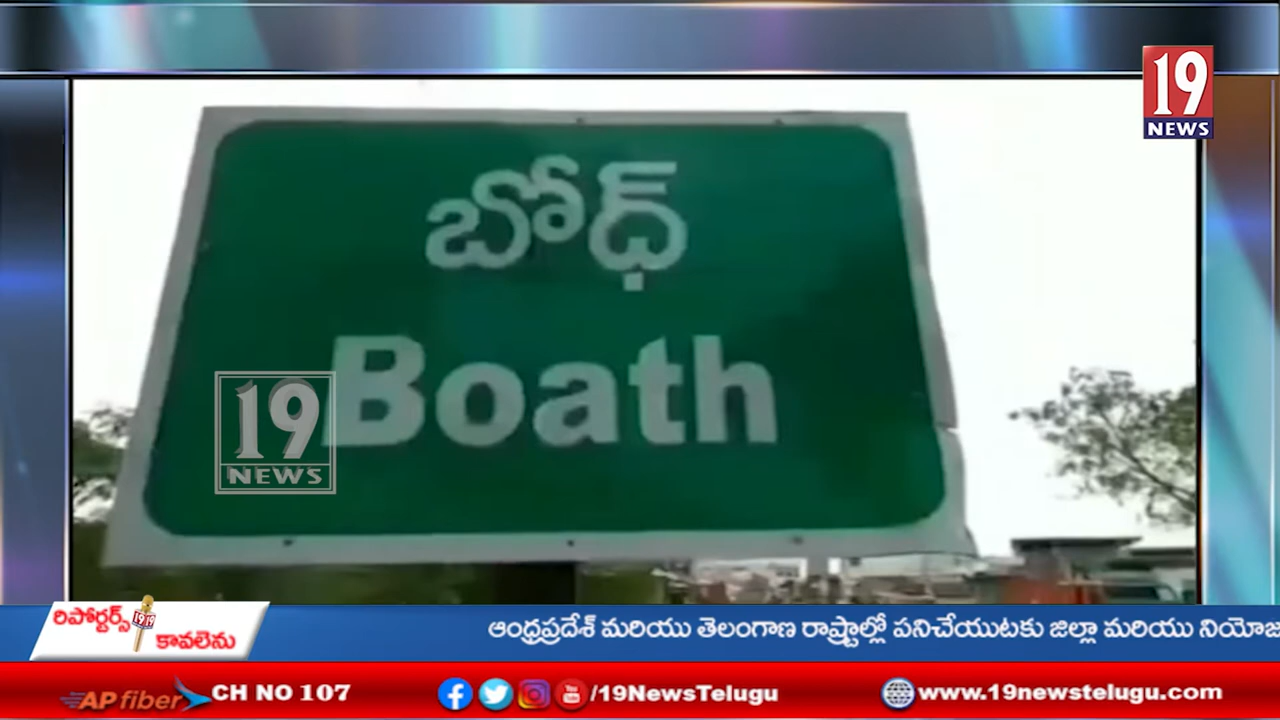 19
NEWS
బోధ్
Boath
19
NEWS
రిపోర్టర్స్
కావలెను
ఆంధ్రప్రదేశ్ మరియు తెలంగాణ రాష్ట్రాల్లో పనిచేయుటకు జిల్లా మరియు
AP fiber CH NO 107 /19NewsTelugu www.19newstelugu.com